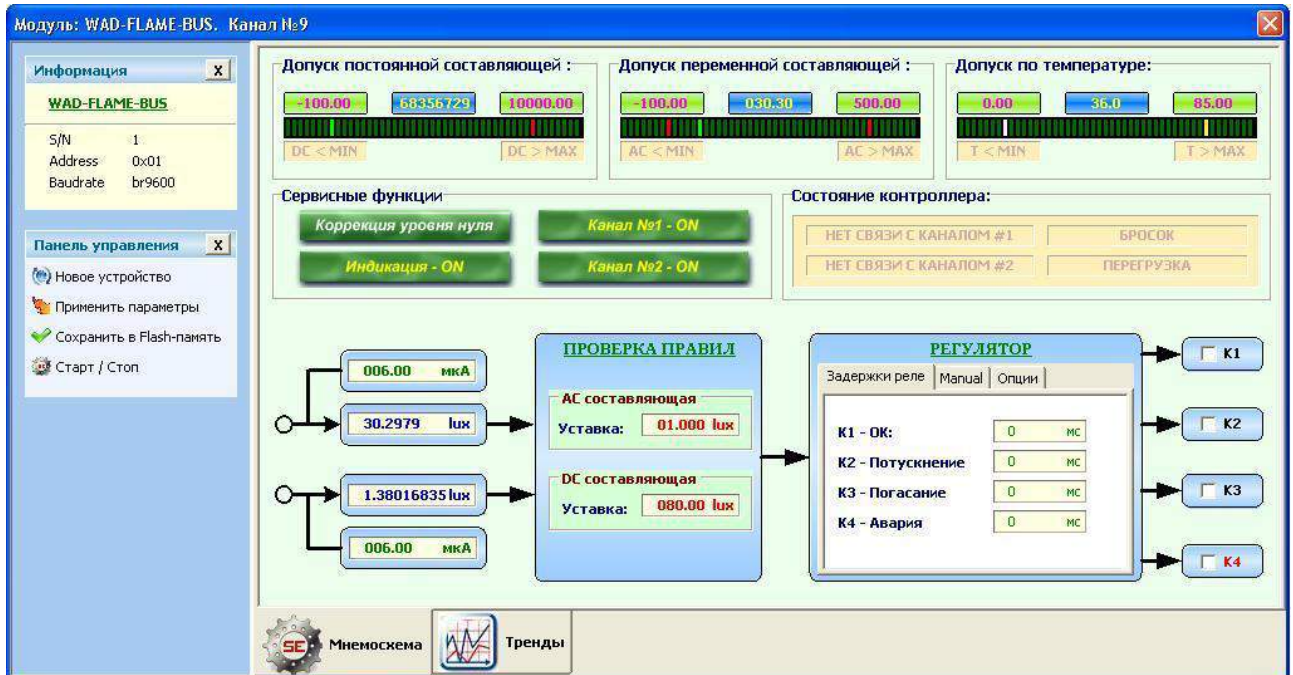 Модуль: WAD-FLAME-BUS. Канал №9
Информация X
WAD-FLAME-BUS
S/N 1
Address 0x01
Baudrate br9600
Панель управления X
Новое устройство
Применить параметры
Сохранить в Flash-память
Старт / Стоп
Допуск постоянной составляющей :
-100.00 68356729 10000.00
DC < MIN DC > MAX
Допуск переменной составляющей :
-100.00 030.30 500.00
AC < MIN AC > MAX
Допуск по температуре:
0.00 36.0 85.00
T < MIN T > MAX
Сервисные функции
Коррекция уровня нуля Канал №1 - ON
Индикация - ON Канал №2 - ON
Состояние контроллера:
НЕТ СВЯЗИ С КАНАЛОМ #1 БРОСОК
НЕТ СВЯЗИ С КАНАЛОМ #2 ПЕРЕГРУЗКА
006.00 мкА
30.2979 lux
1.38016835 lux
006.00 мкА
ПРОВЕРКА ПРАВИЛ
AC составляющая
Уставка: 01.000 lux
DC составляющая
Уставка: 080.00 lux
РЕГУЛЯТОР
Задержки реле Manual Опции
K1 - OK: 0 мс
K2 - Потускнение 0 мс
K3 - Погасание 0 мс
K4 - Авария 0 мс
K1
K2
K3
K4
SE Мнемосхема Тренды